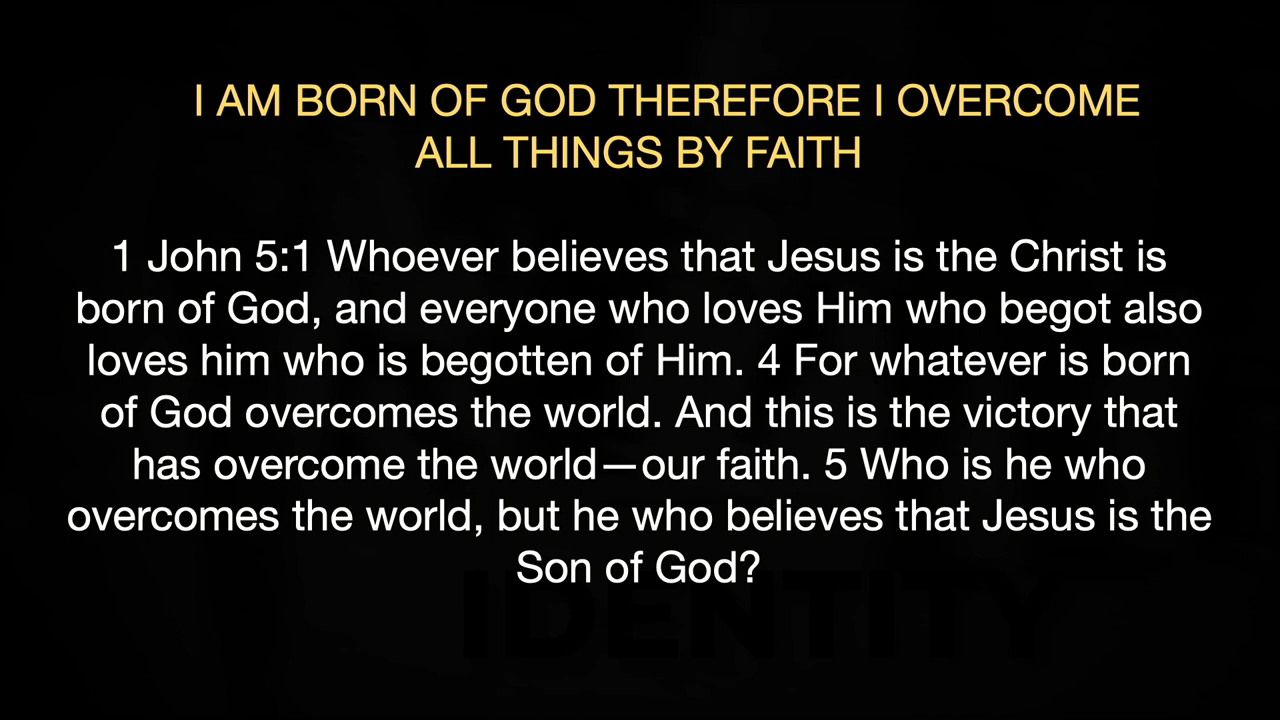 I AM BORN OF GOD THEREFORE I OVERCOME
ALL THINGS BY FAITH
1 John 5:1 Whoever believes that Jesus is the Christ is
born of God, and everyone who loves Him who begot also
loves him who is begotten of Him. 4 For whatever is born
of God overcomes the world. And this is the victory that
has overcome the world—our faith. 5 Who is he who
overcomes the world, but he who believes that Jesus is the
Son of God?
IDENTITY